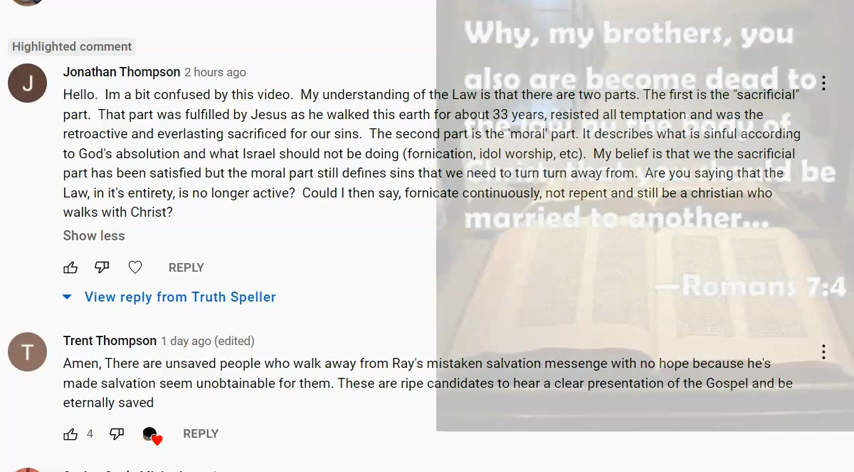 Highlighted comment
Jonathan Thompson 2 hours ago
Hello. Im a bit confused by this video. My understanding of the Law is that there are two parts. The first is the "sacrificial"
part. That part was fulfilled by Jesus as he walked this earth for about 33 years, resisted all temptation and was the
retroactive and everlasting sacrificed for our sins. The second part is the "moral" part. It describes what is sinful according
to God's absolution and what Israel should not be doing (fornication, idol worship, etc). My belief is that we the sacrificial
part has been satisfied but the moral part still defines sins that we need to turn turn away from. Are you saying that the
Law, in it's entirety, is no longer active? Could I then say, fornicate continuously, not repent and still be a christian who
walks with Christ?
Show less
REPLY
View reply from Truth Speller
Trent Thompson 1 day ago (edited)
Amen, There are unsaved people who walk away from Ray's mistaken salvation messenge with no hope because he's
made salvation seem unobtainable for them. These are ripe candidates to hear a clear presentation of the Gospel and be
eternally saved
4 REPLY
Why, my brothers, you
also are become dead to
the law by the body of
Christ, that you should be
married to another...
—Romans 7:4
J
T